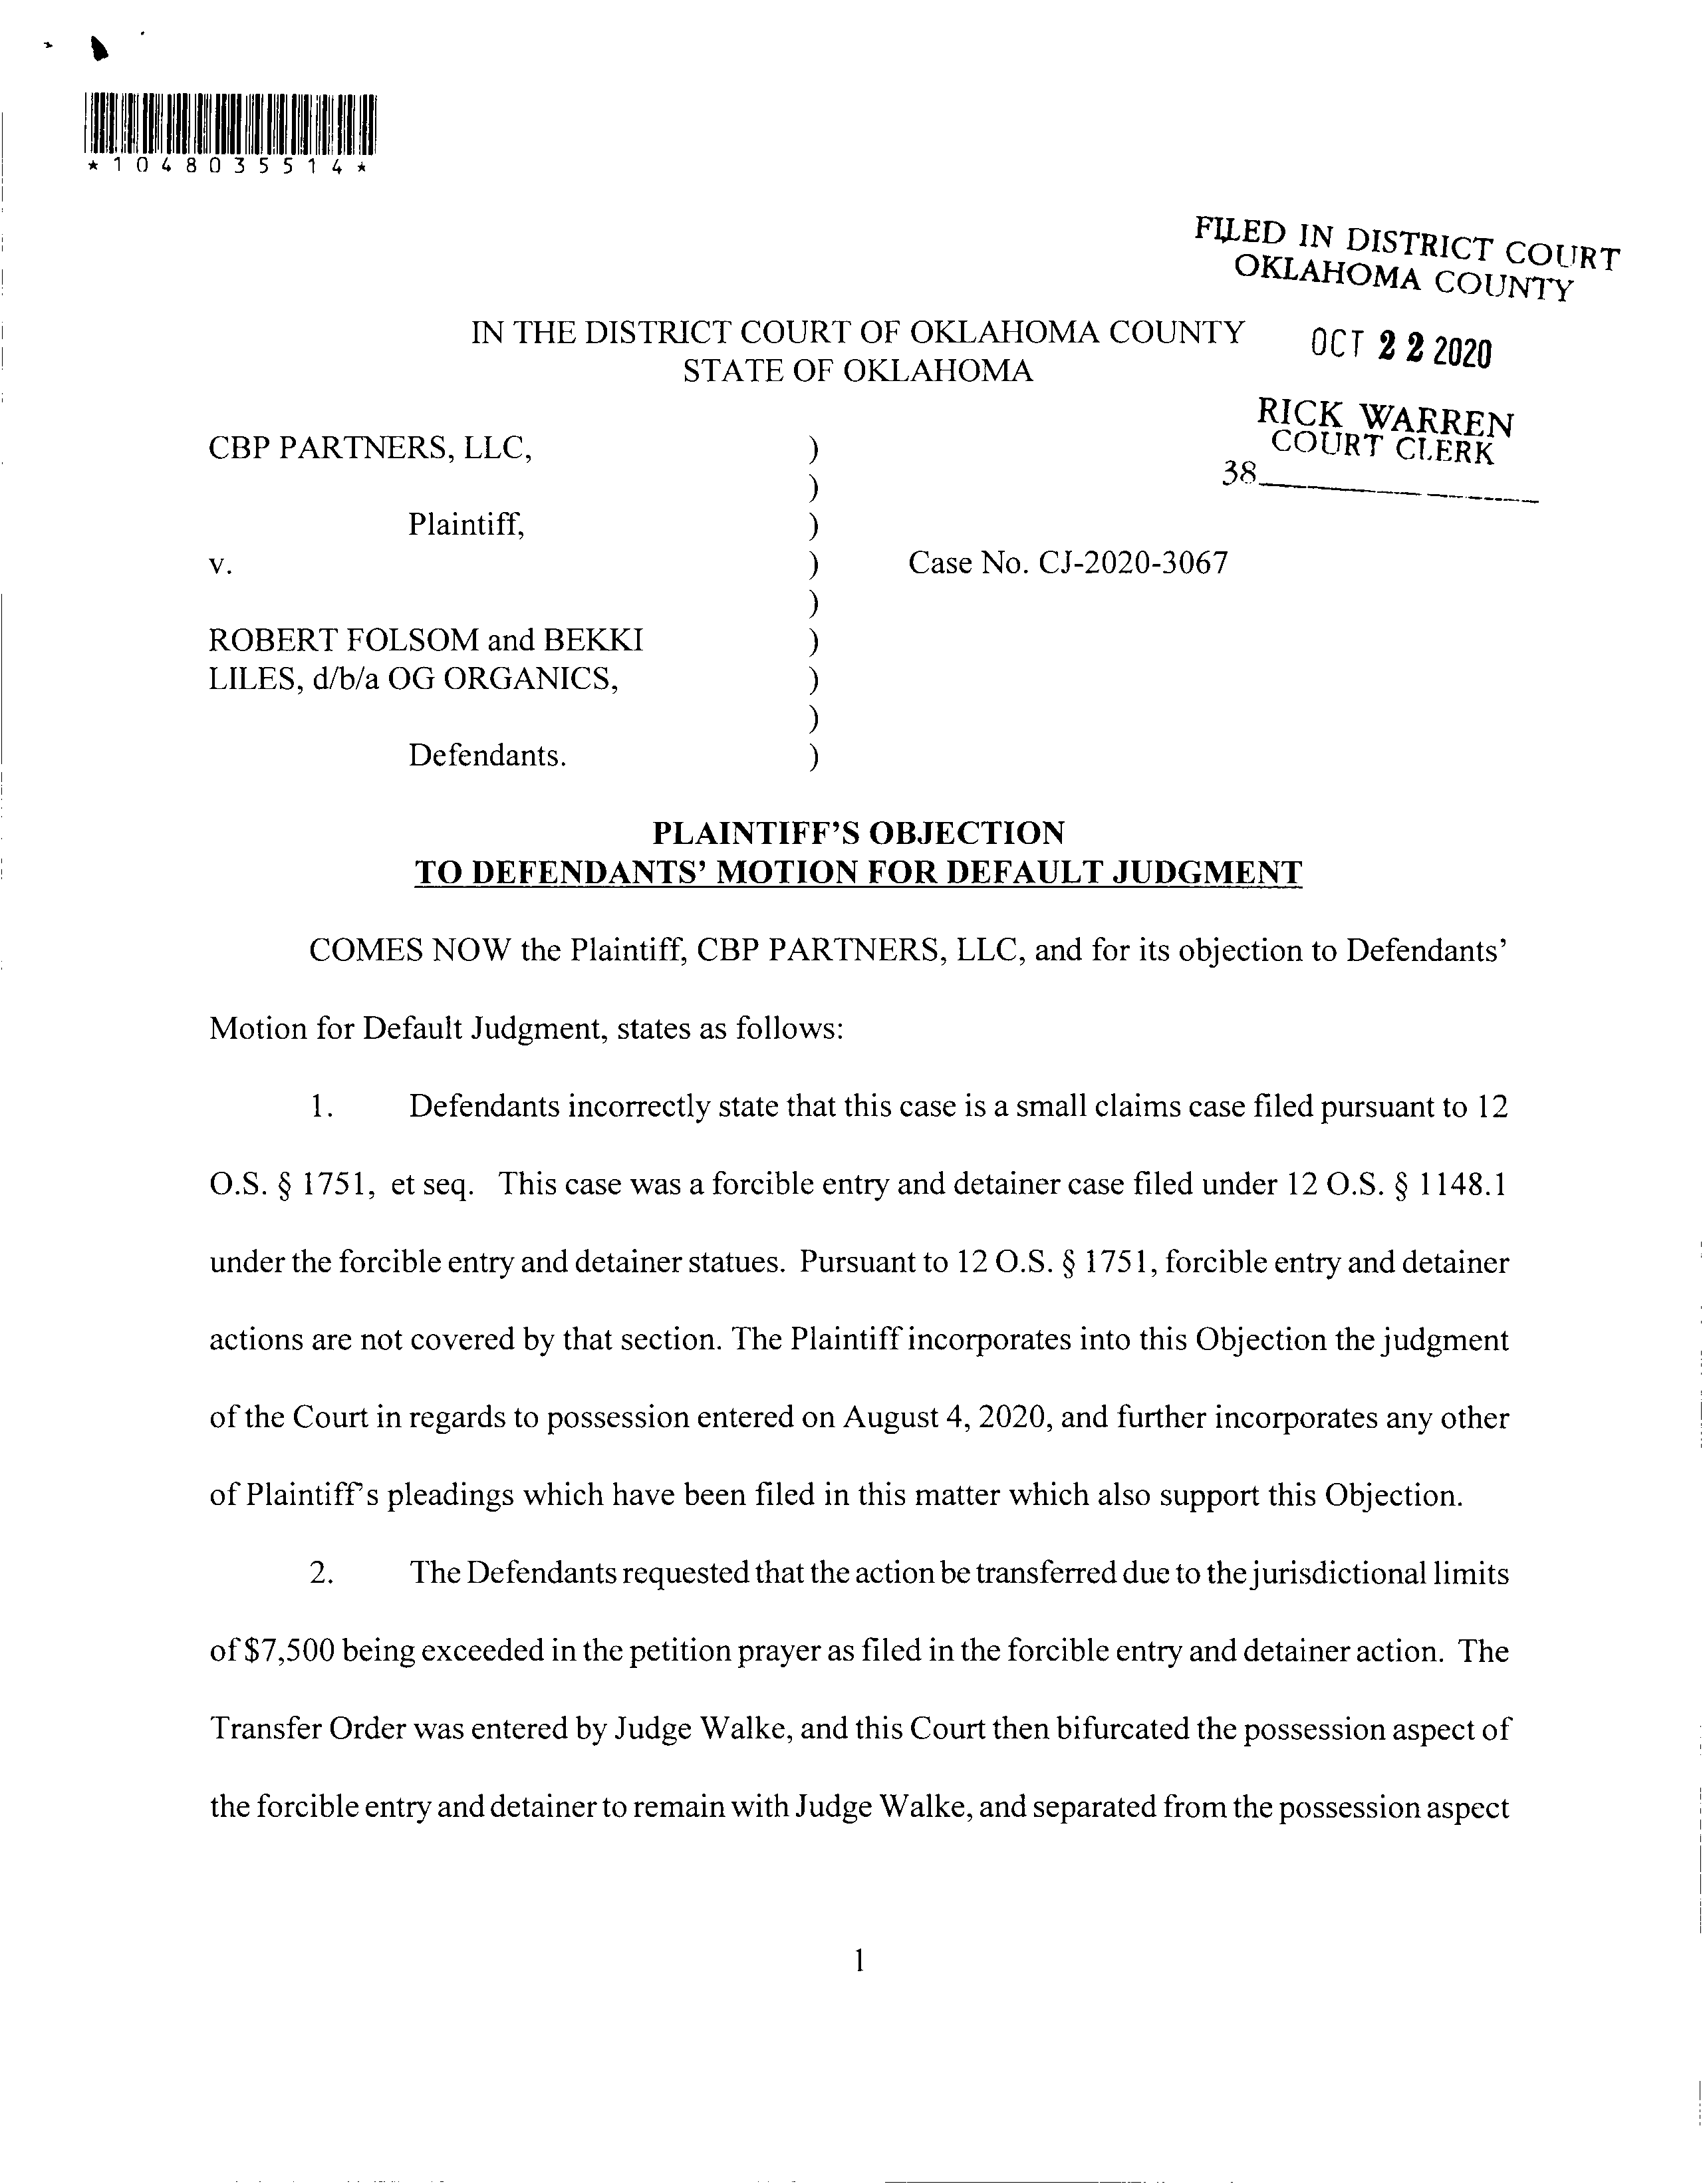 *1048035514*
FILED IN DISTRICT COURT
OKLAHOMA COUNTY
OCT 22 2020
RICK WARREN
COURT CLERK
38
IN THE DISTRICT COURT OF OKLAHOMA COUNTY
STATE OF OKLAHOMA
CBP PARTNERS, LLC, )
)
Plaintiff, )
v. ) Case No. CJ-2020-3067
)
ROBERT FOLSOM and BEKKI )
LILES, d/b/a OG ORGANICS, )
)
Defendants. )
PLAINTIFF'S OBJECTION
TO DEFENDANTS' MOTION FOR DEFAULT JUDGMENT
COMES NOW the Plaintiff, CBP PARTNERS, LLC, and for its objection to Defendants'
Motion for Default Judgment, states as follows:
1. Defendants incorrectly state that this case is a small claims case filed pursuant to 12
O.S. § 1751, et seq. This case was a forcible entry and detainer case filed under 12 O.S. § 1148.1
under the forcible entry and detainer statues. Pursuant to 12 O.S. § 1751, forcible entry and detainer
actions are not covered by that section. The Plaintiff incorporates into this Objection the judgment
of the Court in regards to possession entered on August 4, 2020, and further incorporates any other
of Plaintiff's pleadings which have been filed in this matter which also support this Objection.
2. The Defendants requested that the action be transferred due to the jurisdictional limits
of $7,500 being exceeded in the petition prayer as filed in the forcible entry and detainer action. The
Transfer Order was entered by Judge Walke, and this Court then bifurcated the possession aspect of
the forcible entry and detainer to remain with Judge Walke, and separated from the possession aspect
1